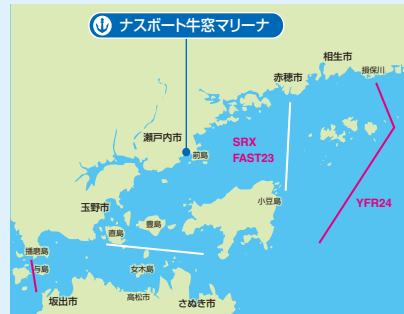 ナスボート牛窓マリーナ
相生市
揖保川
赤穂市
瀬戸内市
前島
SRX
FAST23
小豆島
YFR24
玉野市
豊島
直島
播磨島
与島
女木島
坂出市
高松市
さぬき市